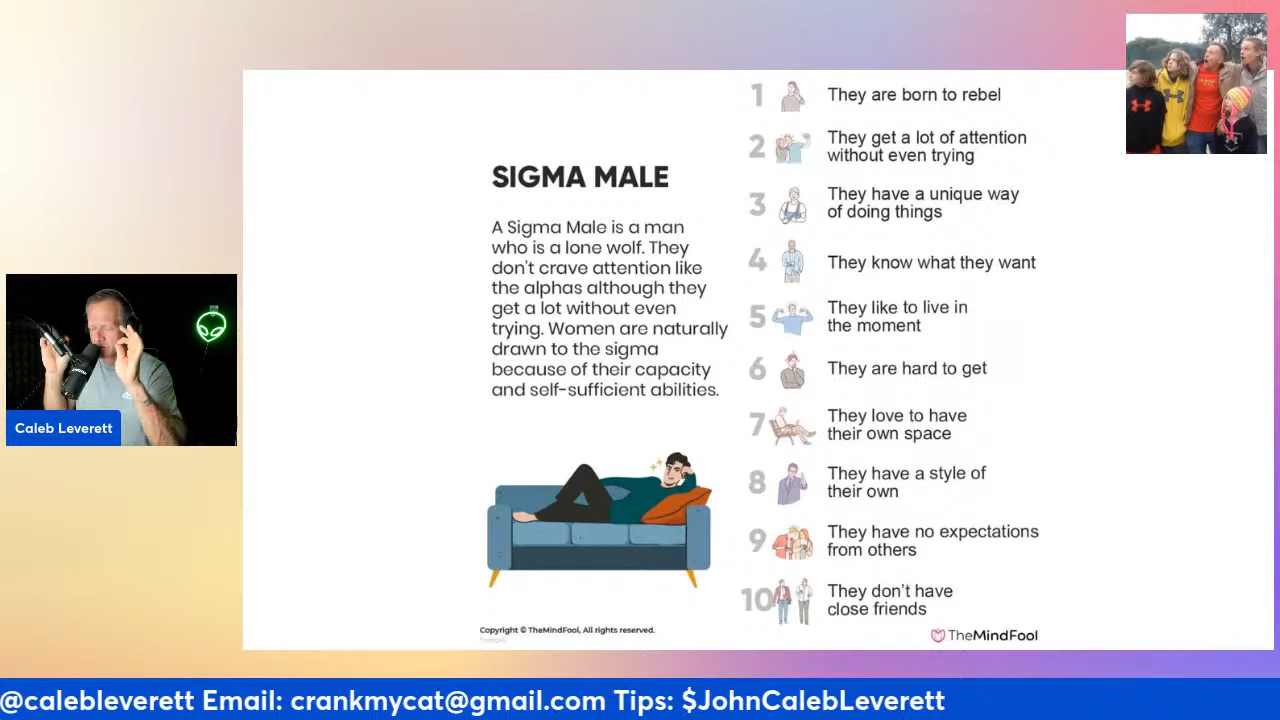 SIGMA MALE
A Sigma Male is a man
who is a lone wolf. They
don't crave attention like
the alphas although they
get a lot without even
trying. Women are naturally
drawn to the sigma
because of their capacity
and self-sufficient abilities.
Copyright © TheMindFool, All rights reserved.
1 They are born to rebel
2 They get a lot of attention
without even trying
3 They have a unique way
of doing things
4 They know what they want
5 They like to live in
the moment
6 They are hard to get
7 They love to have
their own space
8 They have a style of
their own
9 They have no expectations
from others
10 They don't have
close friends
TheMindFool
Caleb Leverett
@calebleverett Email: crankmycat@gmail.com Tips: $JohnCalebLeverett